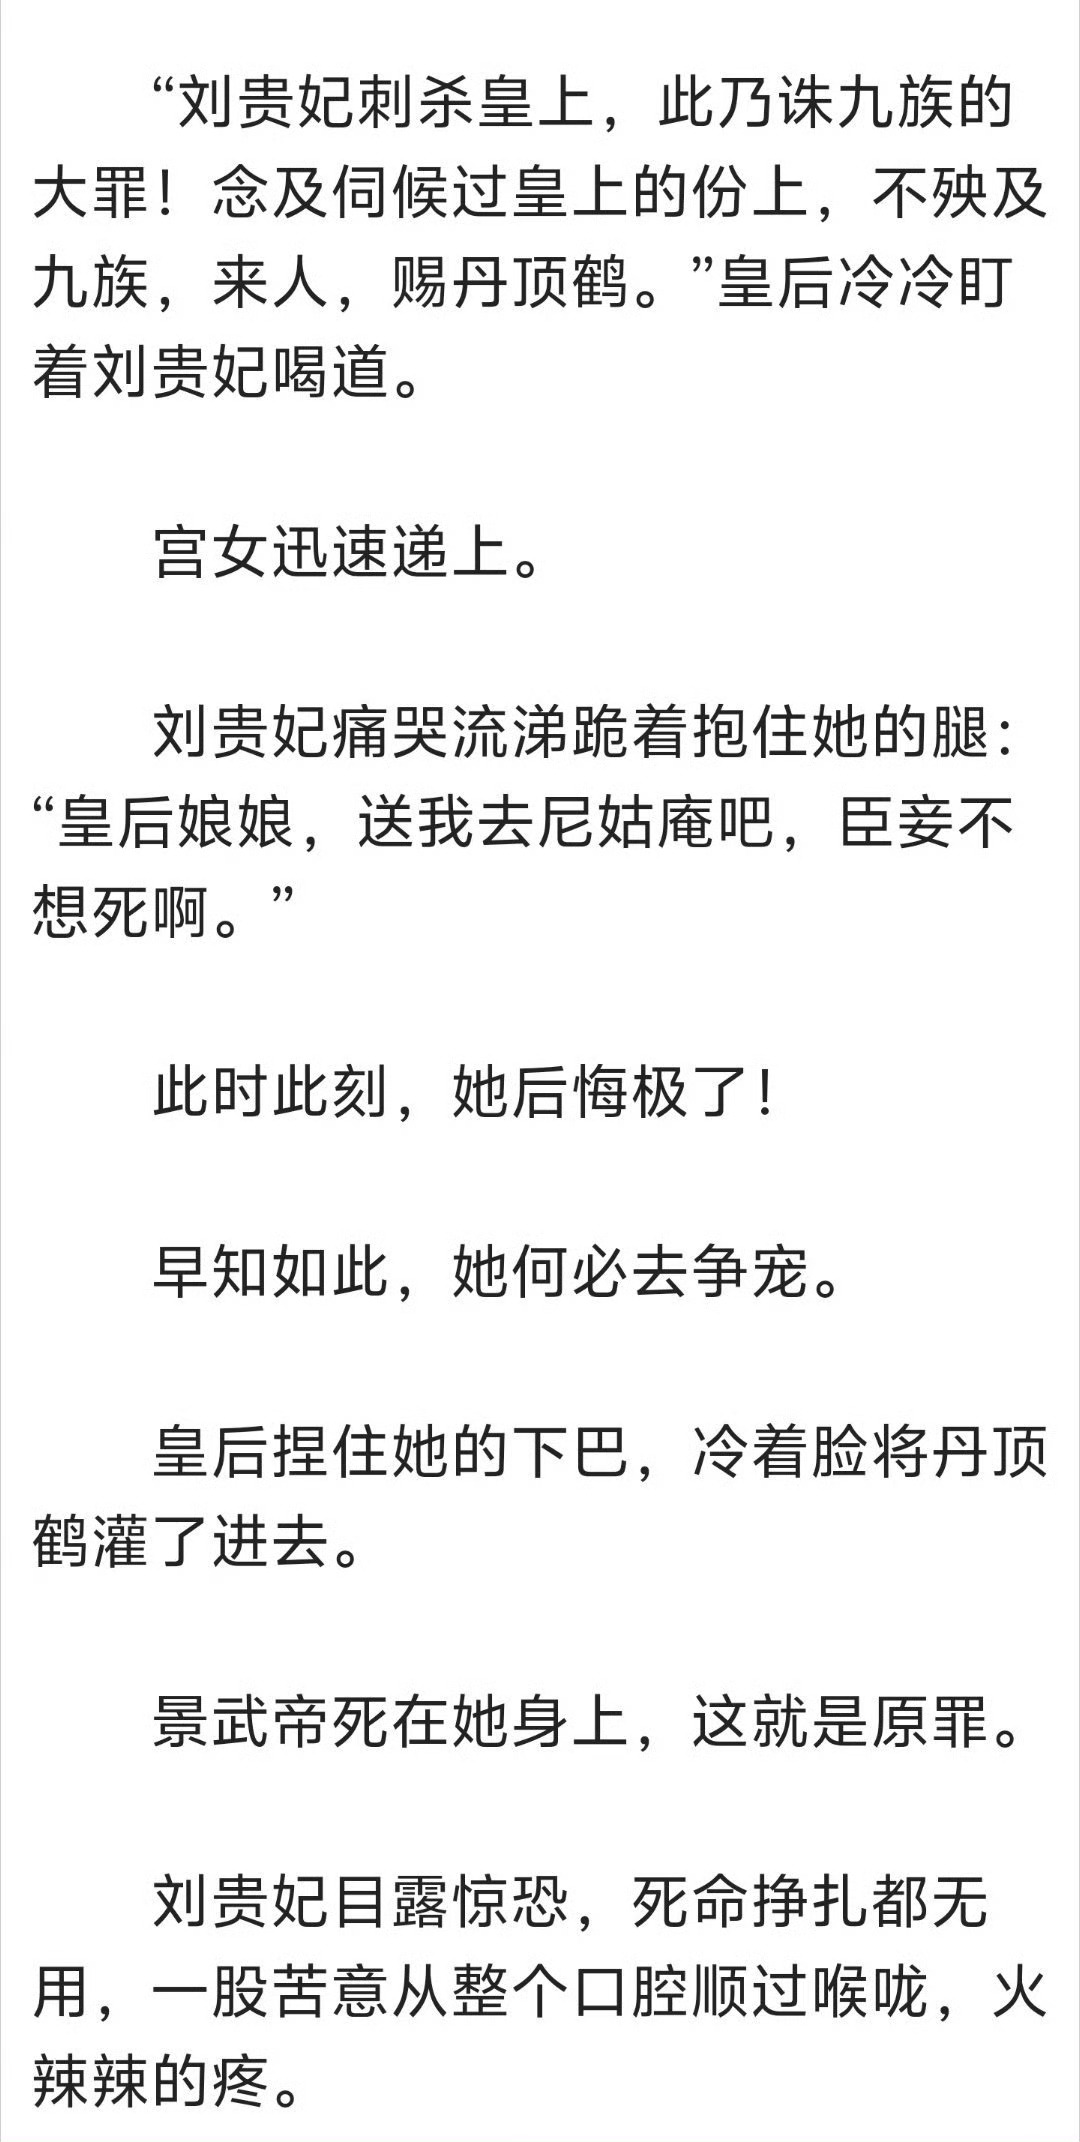 “刘贵妃刺杀皇上，此乃诛九族的
大罪！念及伺候过皇上的份上，不殃及
九族，来人，赐丹顶鹤。”皇后冷冷盯
着刘贵妃喝道。
宫女迅速递上。
刘贵妃痛哭流涕跪着抱住她的腿：
“皇后娘娘，送我去尼姑庵吧，臣妾不
想死啊。”
此时此刻，她后悔极了！
早知如此，她何必去争宠。
皇后捏住她的下巴，冷着脸将丹顶
鹤灌了进去。
景武帝死在她身上，这就是原罪。
刘贵妃目露惊恐，死命挣扎都无
用，一股苦意从整个口腔顺过喉咙，火
辣辣的疼。